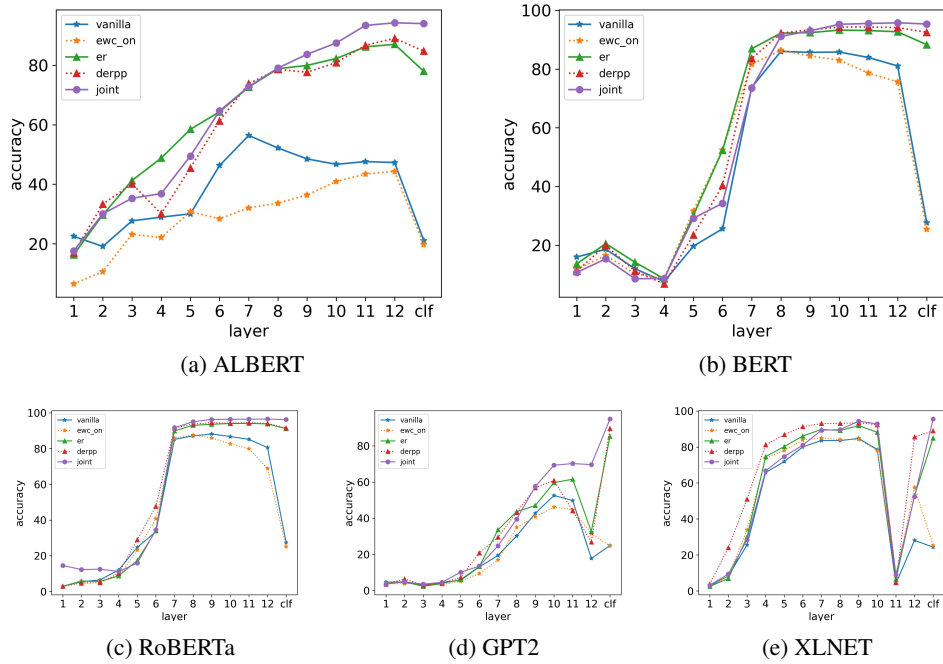 vanilla
ewc_on
er
derpp
joint
accuracy
80
60
40
20
1 2 3 4 5 6 7 8 9 10 11 12 clf
layer
(a) ALBERT
vanilla
ewc_on
er
derpp
joint
accuracy
100
80
60
40
20
1 2 3 4 5 6 7 8 9 10 11 12 clf
layer
(b) BERT
vanilla
ewc_on
er
derpp
joint
accuracy
100
80
60
40
20
0
1 2 3 4 5 6 7 8 9 10 11 12 clf
layer
(c) RoBERTa
vanilla
ewc_on
er
derpp
joint
accuracy
80
60
40
20
0
1 2 3 4 5 6 7 8 9 10 11 12 clf
layer
(d) GPT2
vanilla
ewc_on
er
derpp
joint
accuracy
100
80
60
40
20
0
1 2 3 4 5 6 7 8 9 10 11 12 clf
layer
(e) XLNET